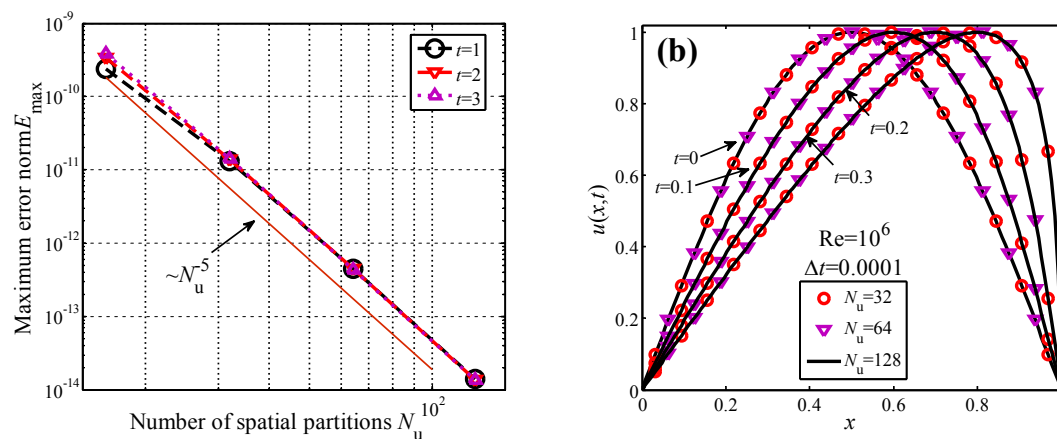 10^-9
10^-10
10^-11
10^-12
10^-13
10^-14
Maximum error norm E_max
t=1
t=2
t=3
~N_u^-5
10^2
Number of spatial partitions N_u
(b)
1
0.8
0.6
0.4
0.2
0
u(x,t)
t=0
t=0.1
t=0.2
t=0.3
Re=10^6
Δt=0.0001
N_u=32
N_u=64
N_u=128
0 0.2 0.4 0.6 0.8
x